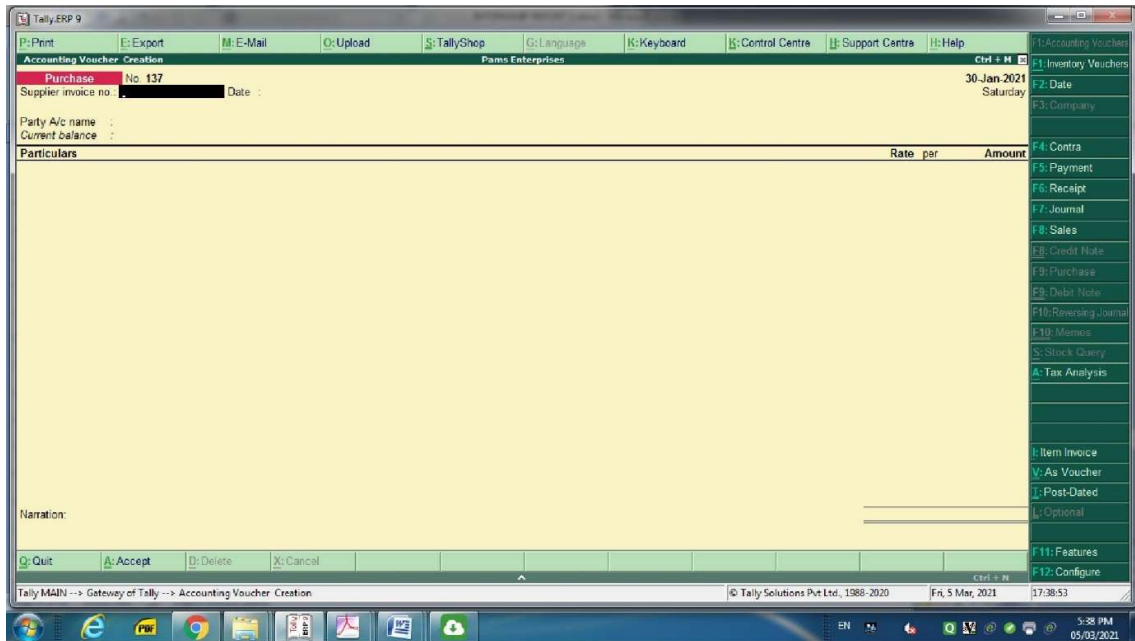 Tally.ERP 9
P: Print E: Export M: E-Mail O: Upload S: TallyShop G: Language K: Keyboard K: Control Centre H: Support Centre H: Help
F1: Accounting Vouchers
Accounting Voucher Creation Pams Enterprises Ctrl + M
F1: Inventory Vouchers
Purchase No. 137 30-Jan-2021
Supplier invoice no.: Date : Saturday
F2: Date
F3: Company
Party A/c name :
Current balance :
Particulars Rate per Amount
F4: Contra
F5: Payment
F6: Receipt
F7: Journal
F8: Sales
F8: Credit Note
F9: Purchase
F9: Debit Note
F10: Reversing Journal
F10: Memos
S: Stock Query
A: Tax Analysis
I: Item Invoice
V: As Voucher
T: Post-Dated
L: Optional
Narration:
F11: Features
F12: Configure
Q: Quit A: Accept D: Delete X: Cancel
Ctrl + N
Tally MAIN --> Gateway of Tally --> Accounting Voucher Creation © Tally Solutions Pvt Ltd., 1988-2020 Fri, 5 Mar, 2021 17:38:53
PDF Tally ERP 9 EN 5:38 PM
05/03/2021